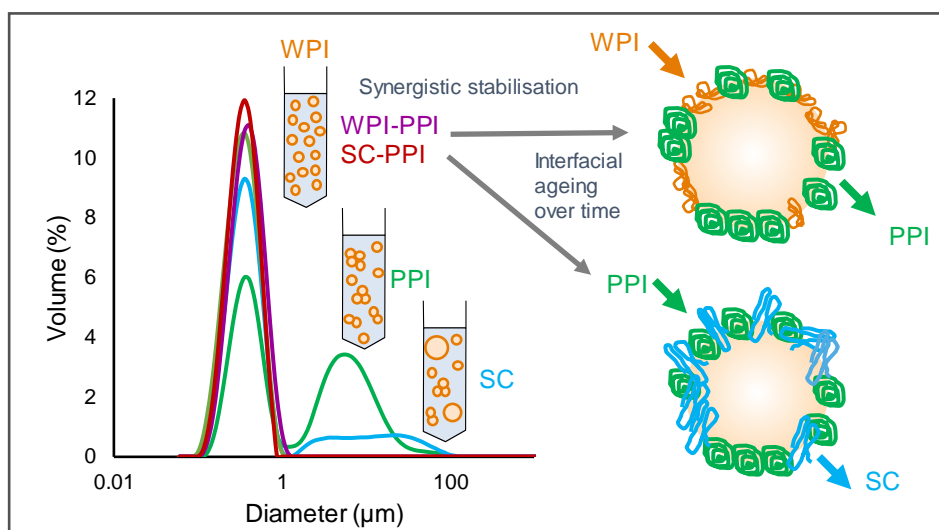 WPI
Synergistic stabilisation
WPI-PPI
SC-PPI
Interfacial
ageing
over time
WPI
PPI
PPI
SC
PPI
SC
Volume (%)
12
10
8
6
4
2
0
0.01
1
100
Diameter (µm)